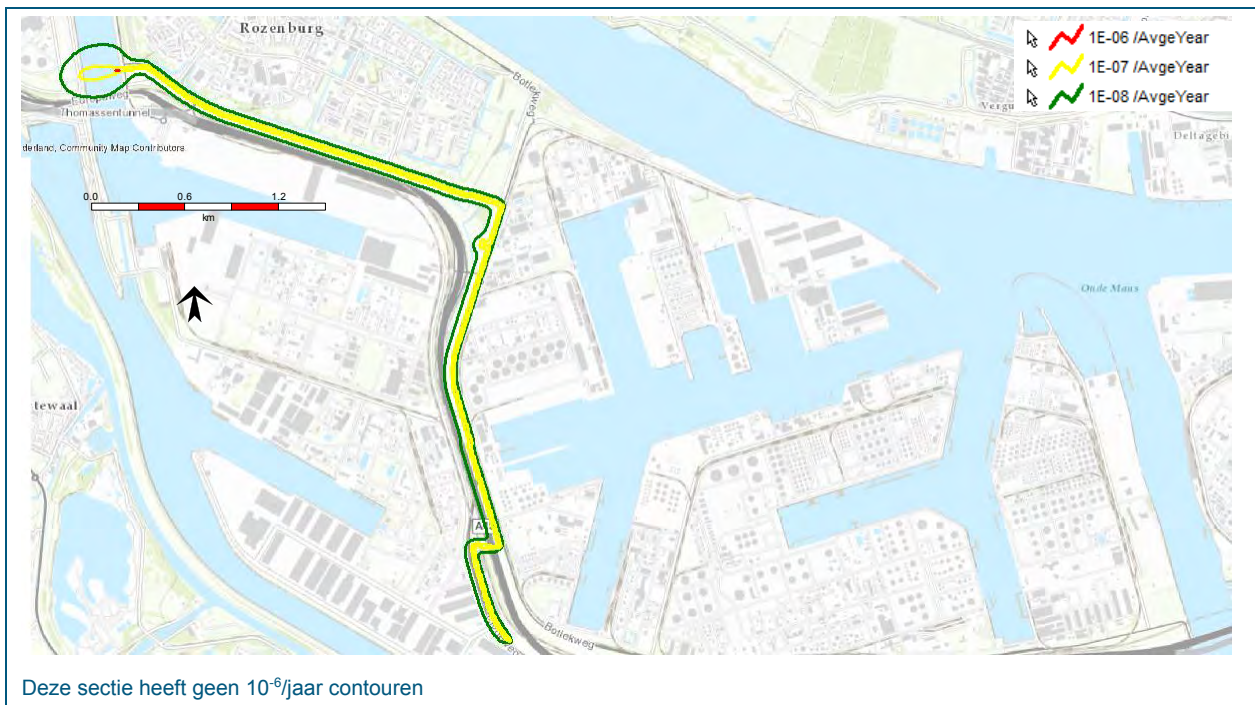 Rozenburg
1E-06 /AvgeYear
1E-07 /AvgeYear
1E-08 /AvgeYear
Botlekweg
Thomassentunnel
derland, Community Map Contributors
Deltagebi
0.0 0.6 1.2
km
Oude Maas
tewaal
Botlekweg
Deze sectie heeft geen 10⁻⁶/jaar contouren